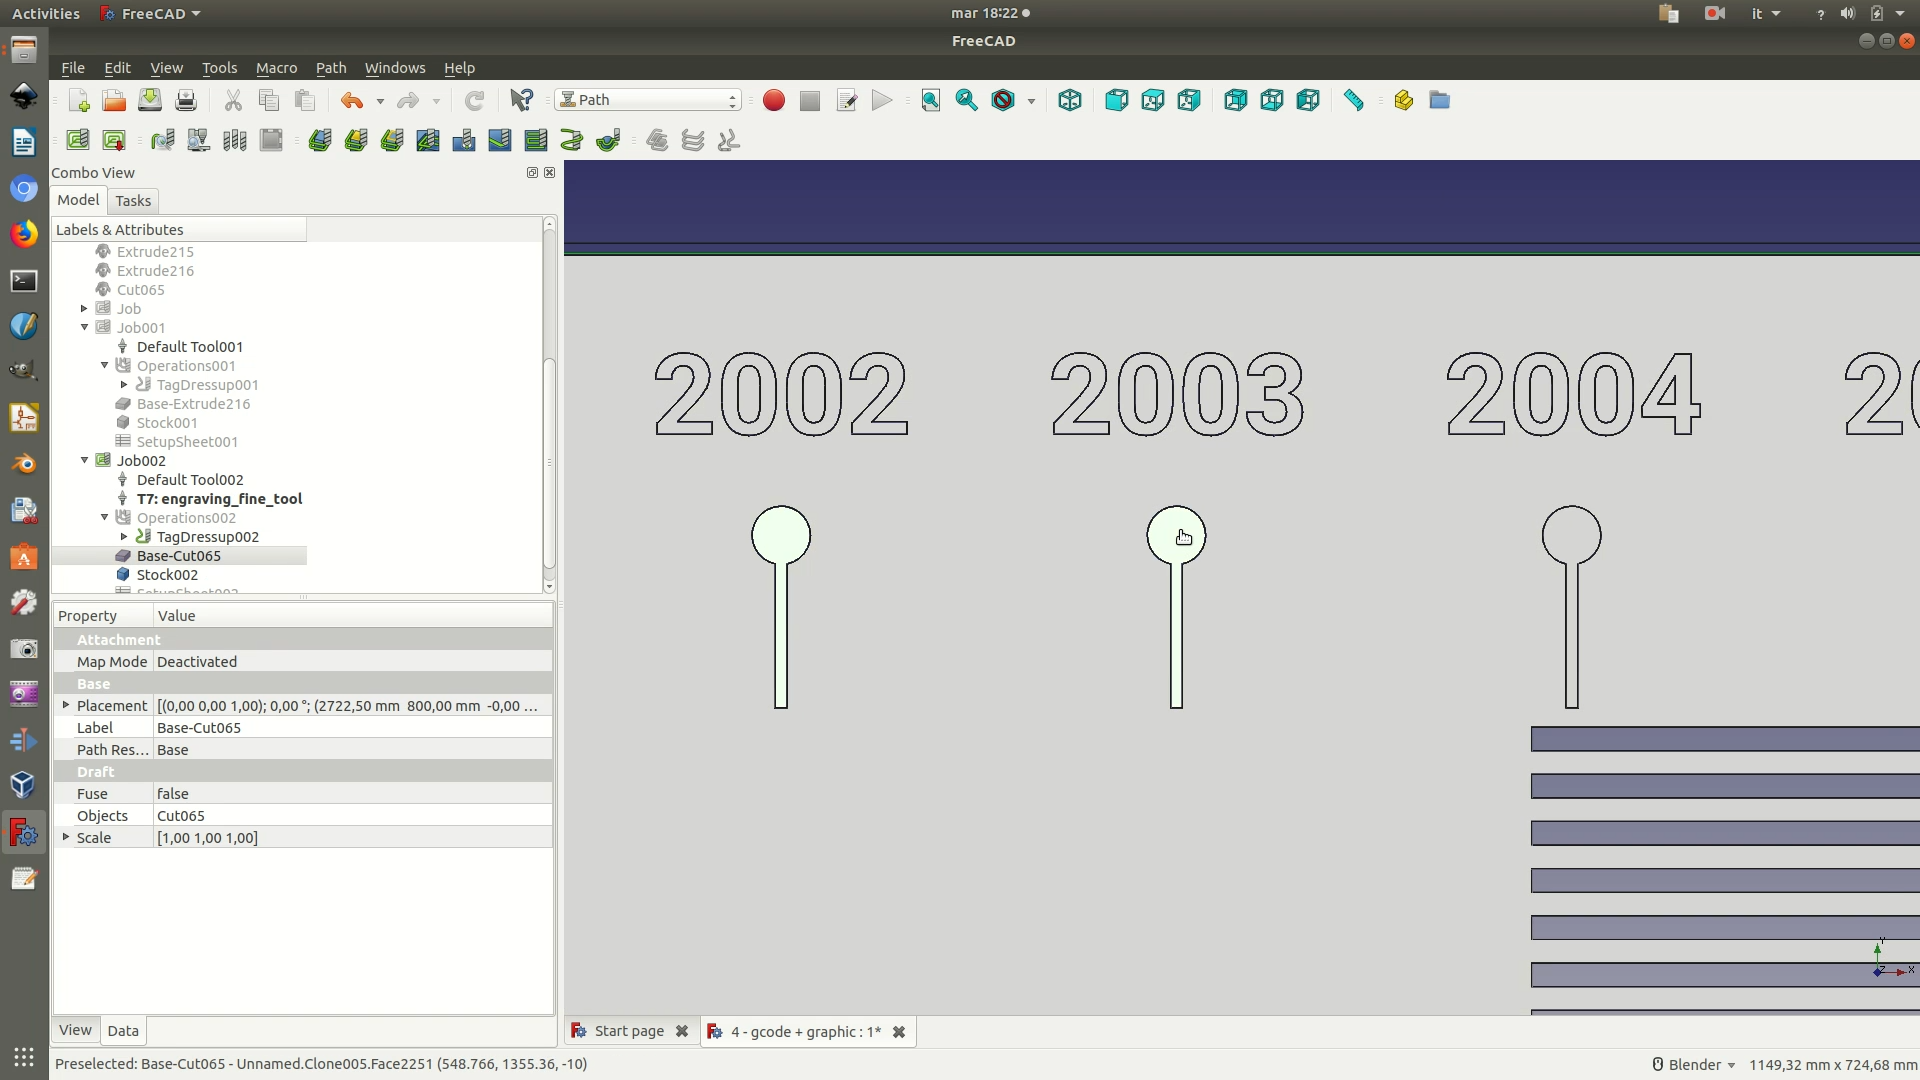 Activities FreeCAD mar 18:22 it
FreeCAD
File Edit View Tools Macro Path Windows Help
Path
Combo View
Model Tasks
Labels & Attributes
Extrude215
Extrude216
Cut065
Job
Job001
Default Tool001
Operations001
TagDressup001
Base-Extrude216
Stock001
SetupSheet001
Job002
Default Tool002
T7: engraving_fine_tool
Operations002
TagDressup002
Base-Cut065
Stock002
SetupSheet002
Property Value
Attachment
Map Mode Deactivated
Base
Placement [(0,00 0,00 1,00); 0,00 °; (2722,50 mm 800,00 mm -0,00 ...
Label Base-Cut065
Path Res... Base
Draft
Fuse false
Objects Cut065
Scale [1,00 1,00 1,00]
View Data
2002 2003 2004 20
Y
Z X
Start page 4 - gcode + graphic : 1*
Preselected: Base-Cut065 - Unnamed.Clone005.Face2251 (548.766, 1355.36, -10)
Blender 1149,32 mm x 724,68 mm